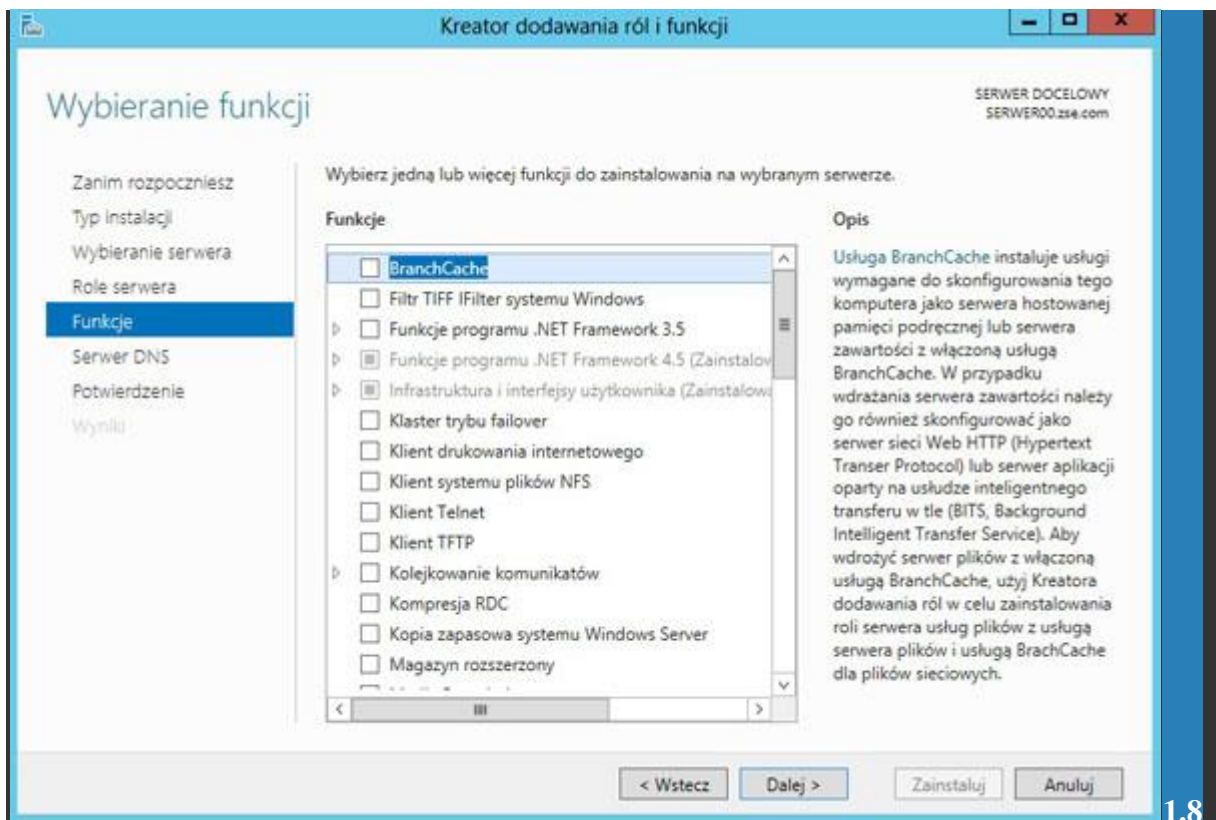 Kreator dodawania ról i funkcji
Wybieranie funkcji
SERWER DOCELOWY
SERWER00.zse.com
Zanim rozpoczniesz
Typ instalacji
Wybieranie serwera
Role serwera
Funkcje
Serwer DNS
Potwierdzenie
Wyniki
Wybierz jedną lub więcej funkcji do zainstalowania na wybranym serwerze.
Funkcje
BranchCache
Filtr TIFF IFilter systemu Windows
Funkcje programu .NET Framework 3.5
Funkcje programu .NET Framework 4.5 (Zainstalov
Infrastruktura i interfejsy użytkownika (Zainstalowa
Klaster trybu failover
Klient drukowania internetowego
Klient systemu plików NFS
Klient Telnet
Klient TFTP
Kolejkowanie komunikatów
Kompresja RDC
Kopia zapasowa systemu Windows Server
Magazyn rozszerzony
Opis
Usługa BranchCache instaluje usługi
wymagane do skonfigurowania tego
komputera jako serwera hostowanej
pamięci podręcznej lub serwera
zawartości z włączoną usługą
BranchCache. W przypadku
wdrażania serwera zawartości należy
go również skonfigurować jako
serwer sieci Web HTTP (Hypertext
Transer Protocol) lub serwer aplikacji
oparty na usłudze inteligentnego
transferu w tle (BITS, Background
Intelligent Transfer Service). Aby
wdrożyć serwer plików z włączoną
usługą BranchCache, użyj Kreatora
dodawania ról w celu zainstalowania
roli serwera usług plików z usługą
serwera plików i usługą BrachCache
dla plików sieciowych.
< Wstecz
Dalej >
Zainstaluj
Anuluj
1.8